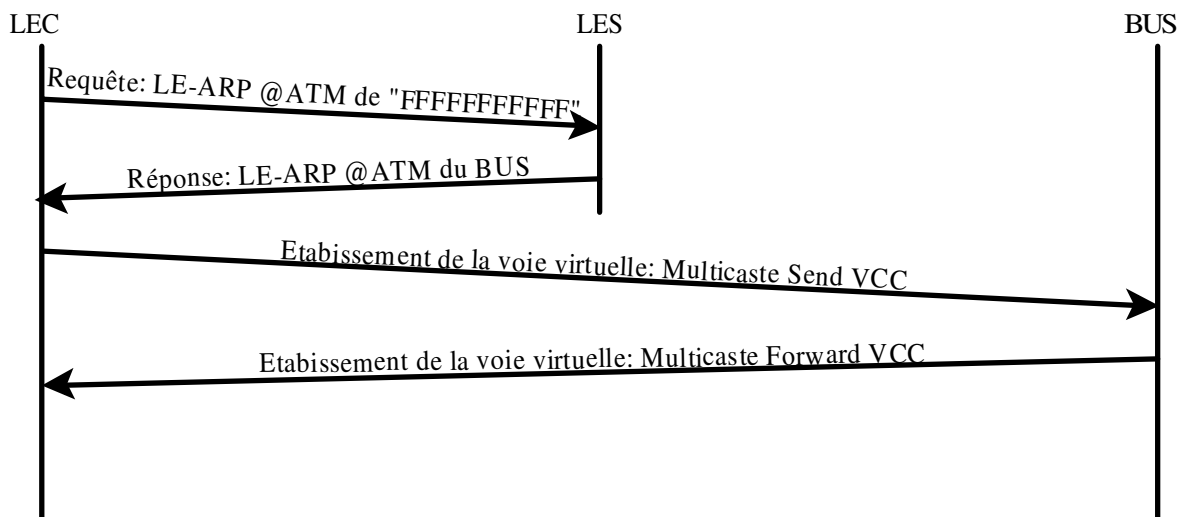 LEC LES BUS
Requête: LE-ARP @ATM de "FFFFFFFFFFF"
Réponse: LE-ARP @ATM du BUS
Etabissement de la voie virtuelle: Multicaste Send VCC
Etabissement de la voie virtuelle: Multicaste Forward VCC